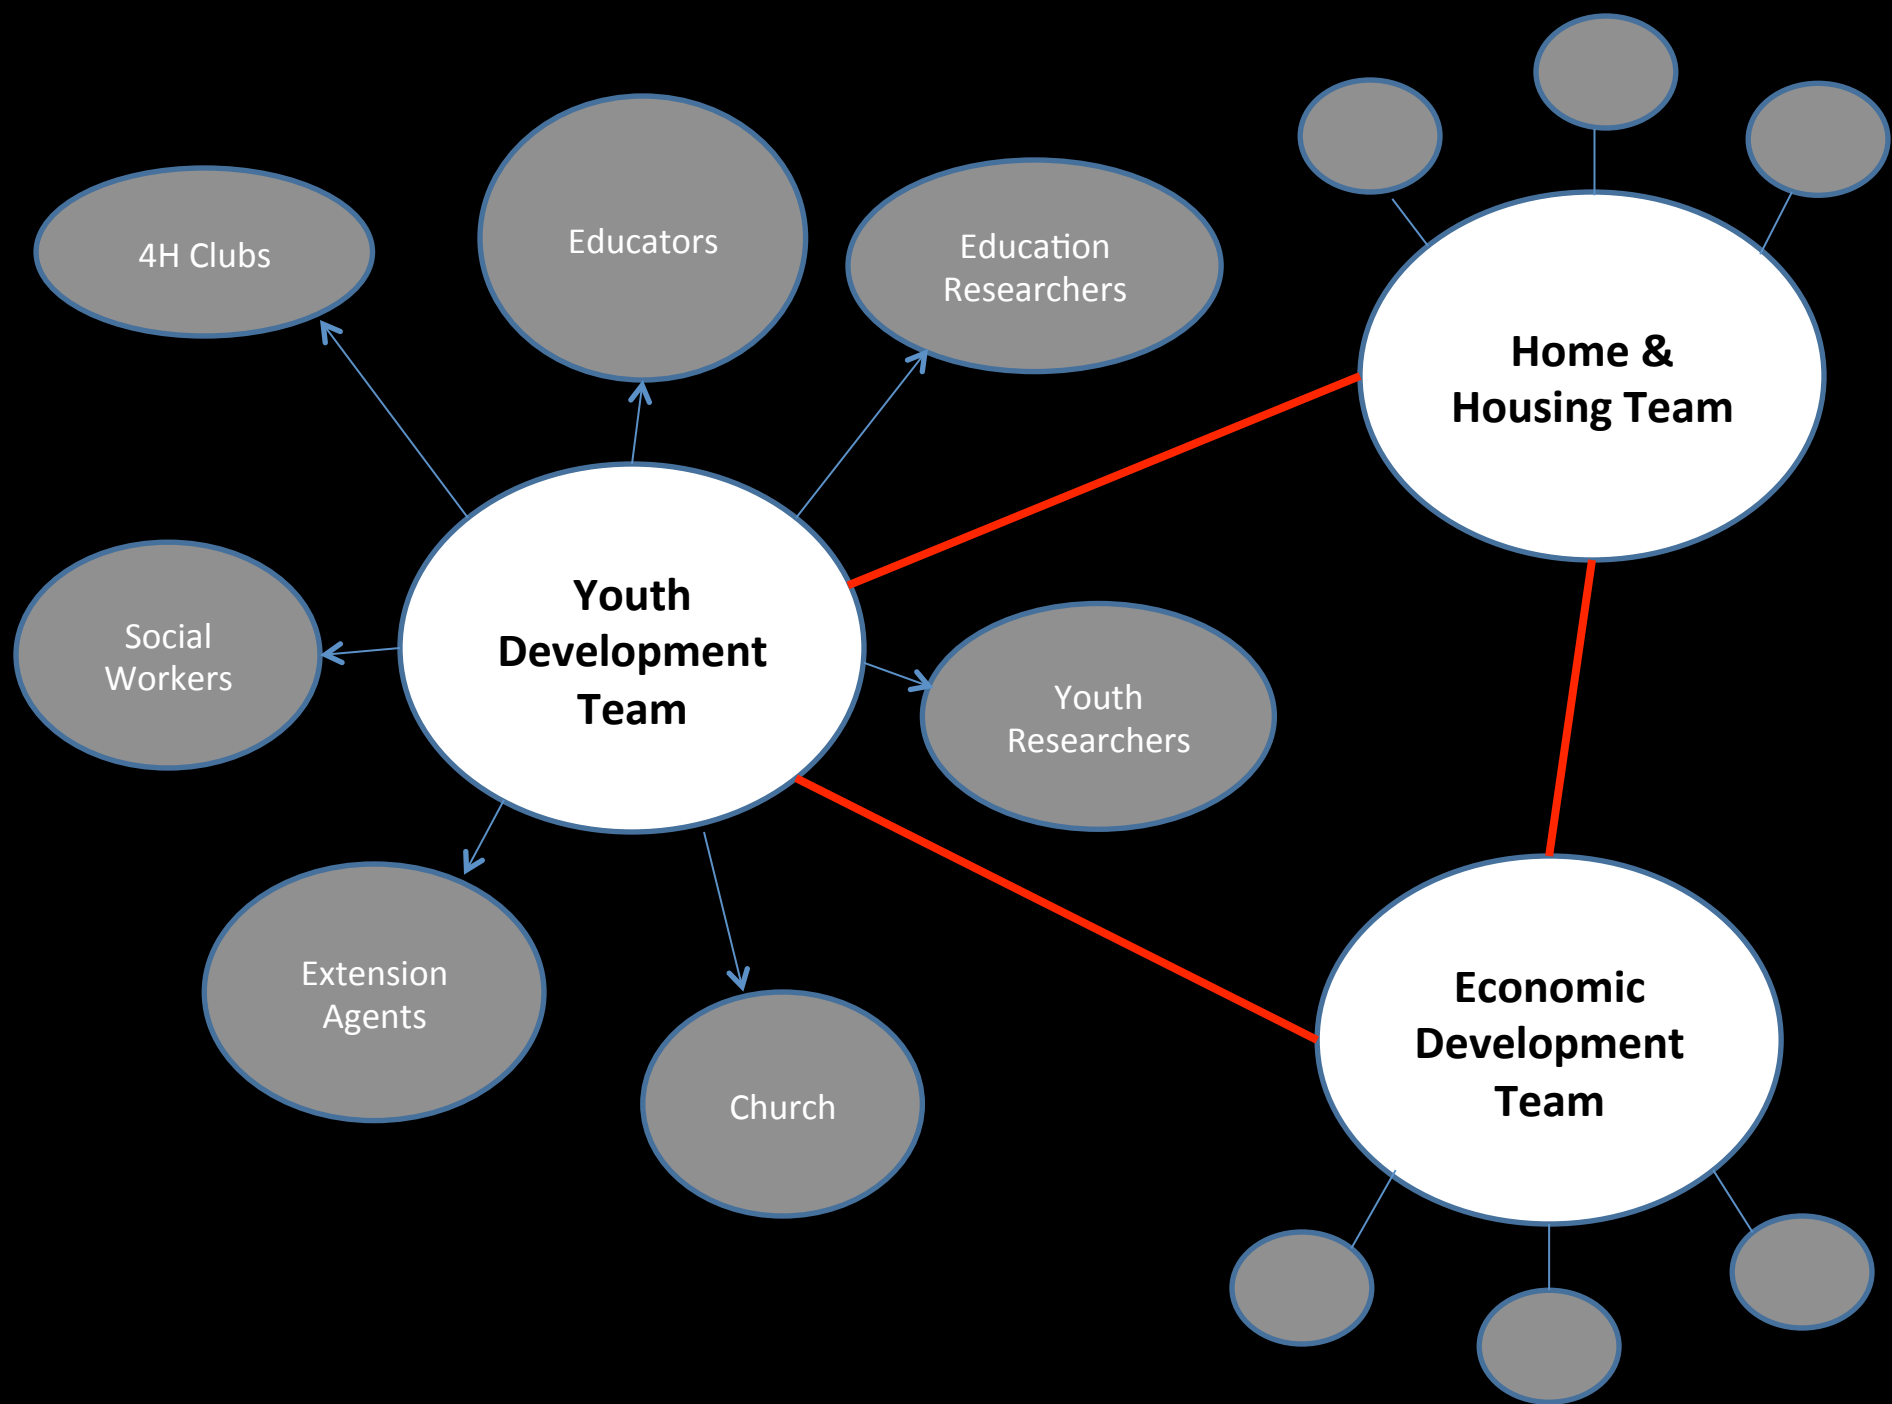 4H Clubs
Educators
Education
Researchers
Home &
Housing Team
Youth
Development
Team
Social
Workers
Youth
Researchers
Extension
Agents
Church
Economic
Development
Team